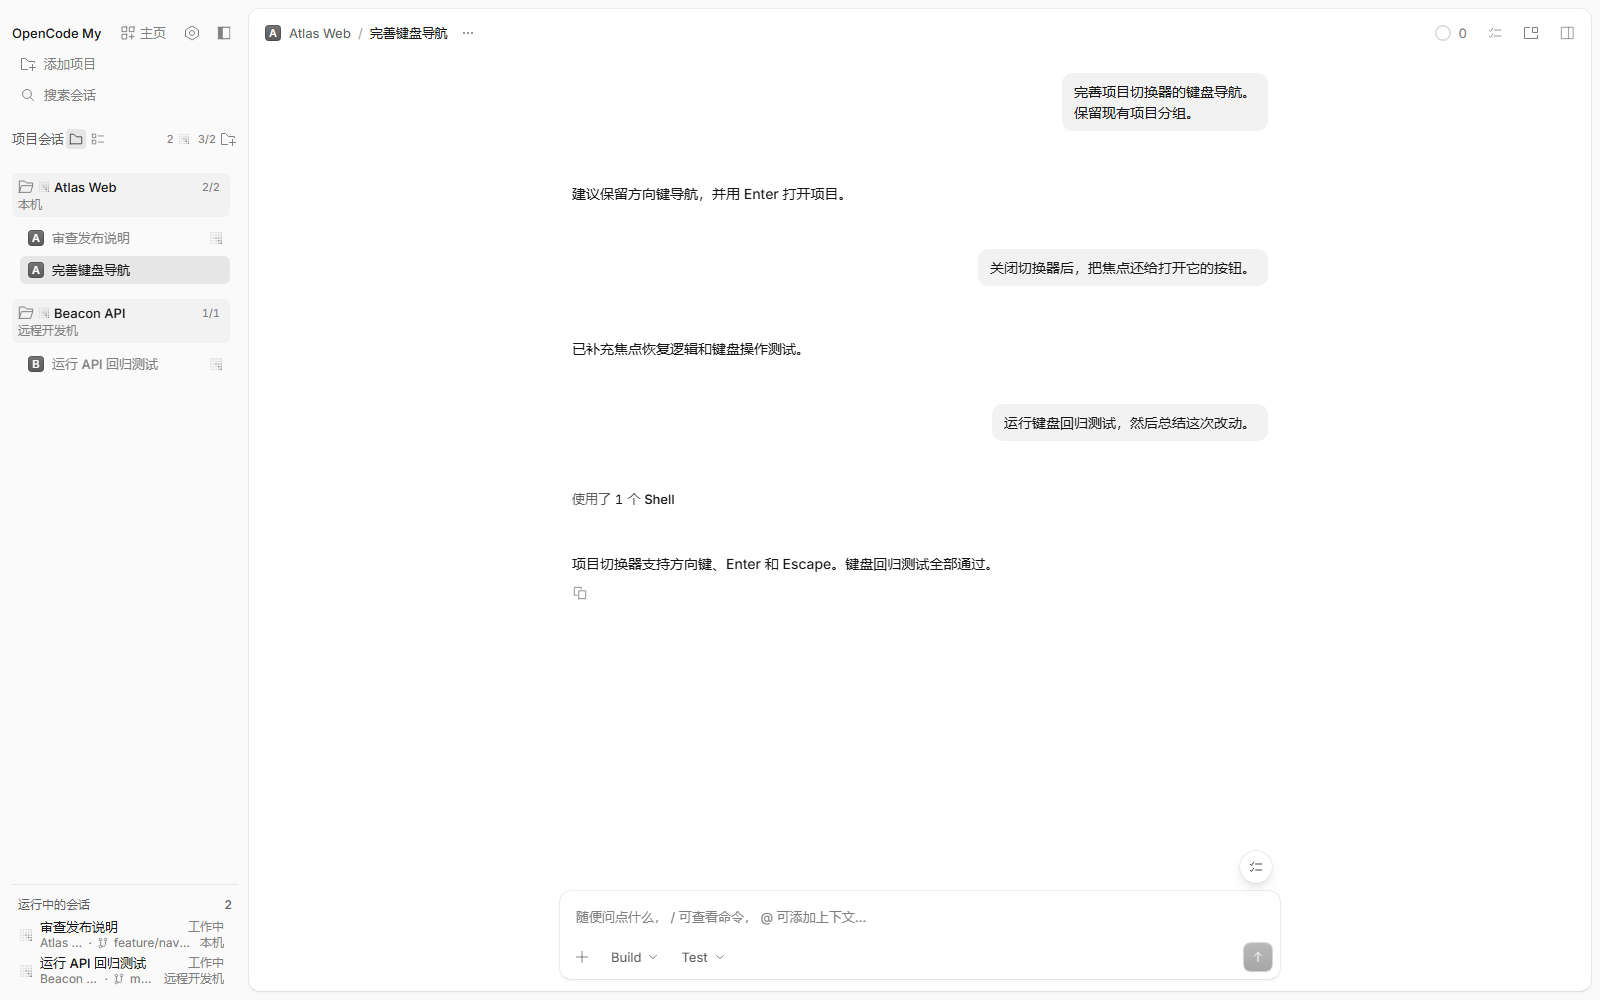 OpenCode My
主页
添加项目
搜索会话
项目会话
2
3/2
Atlas Web
2/2
本机
A 审查发布说明
A 完善键盘导航
Beacon API
1/1
远程开发机
B 运行 API 回归测试
运行中的会话
2
审查发布说明
工作中
Atlas ... · feature/nav...
本机
运行 API 回归测试
工作中
Beacon ... · m...
远程开发机
A Atlas Web / 完善键盘导航 ···
0
完善项目切换器的键盘导航。
保留现有项目分组。
建议保留方向键导航，并用 Enter 打开项目。
关闭切换器后，把焦点还给打开它的按钮。
已补充焦点恢复逻辑和键盘操作测试。
运行键盘回归测试，然后总结这次改动。
使用了 1 个 Shell
项目切换器支持方向键、Enter 和 Escape。键盘回归测试全部通过。
随便问点什么， / 可查看命令， @ 可添加上下文...
Build
Test